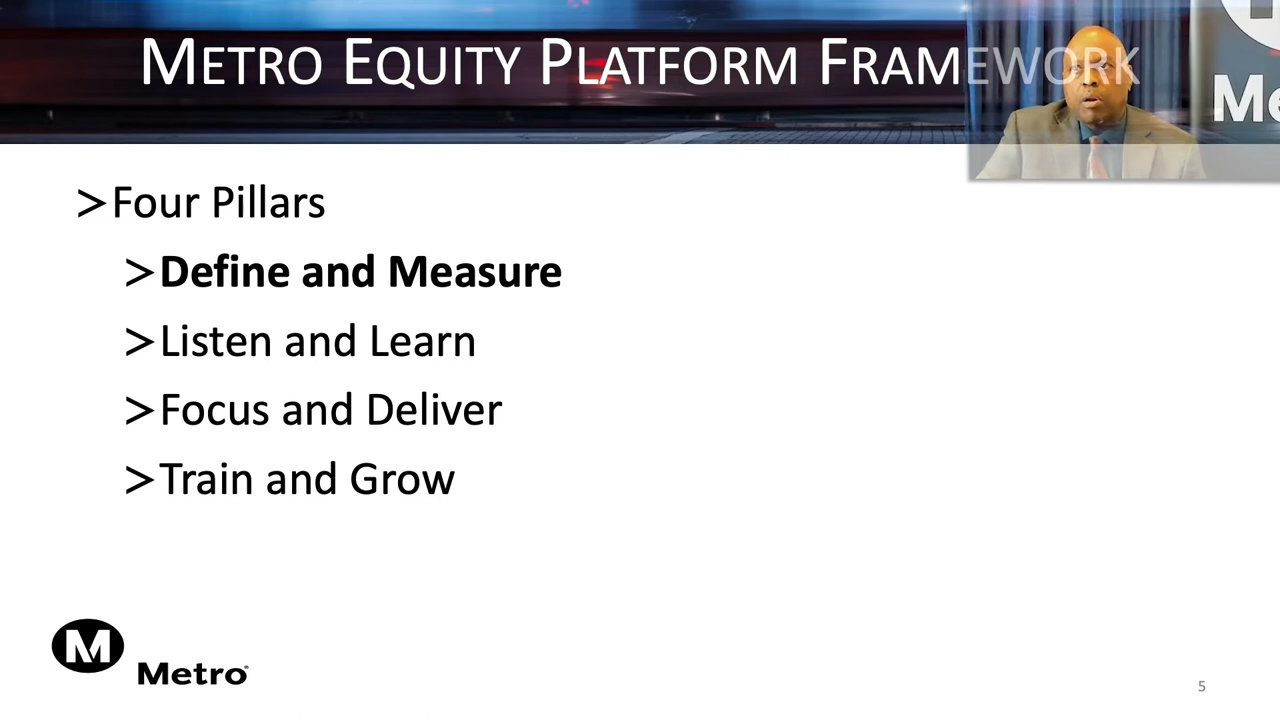 METRO EQUITY PLATFORM FRAMEWORK
Me
>Four Pillars
>Define and Measure
>Listen and Learn
>Focus and Deliver
>Train and Grow
M
Metro
5